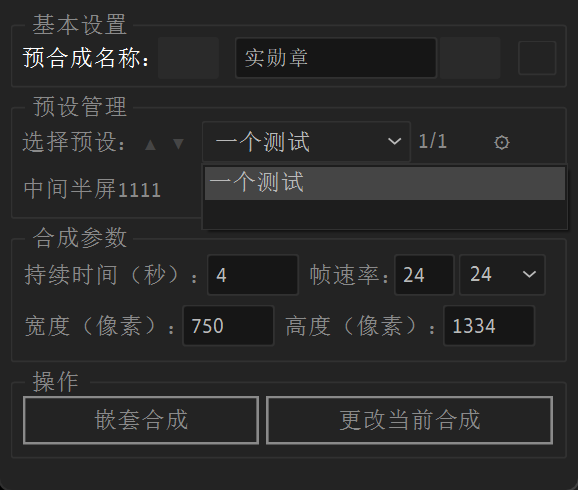 基本设置
预合成名称： 实勋章
预设管理
选择预设： ▲ ▼ 一个测试 1/1
一个测试
中间半屏1111
合成参数
持续时间（秒）： 4 帧速率： 24 24
宽度（像素）： 750 高度（像素）： 1334
操作
嵌套合成 更改当前合成